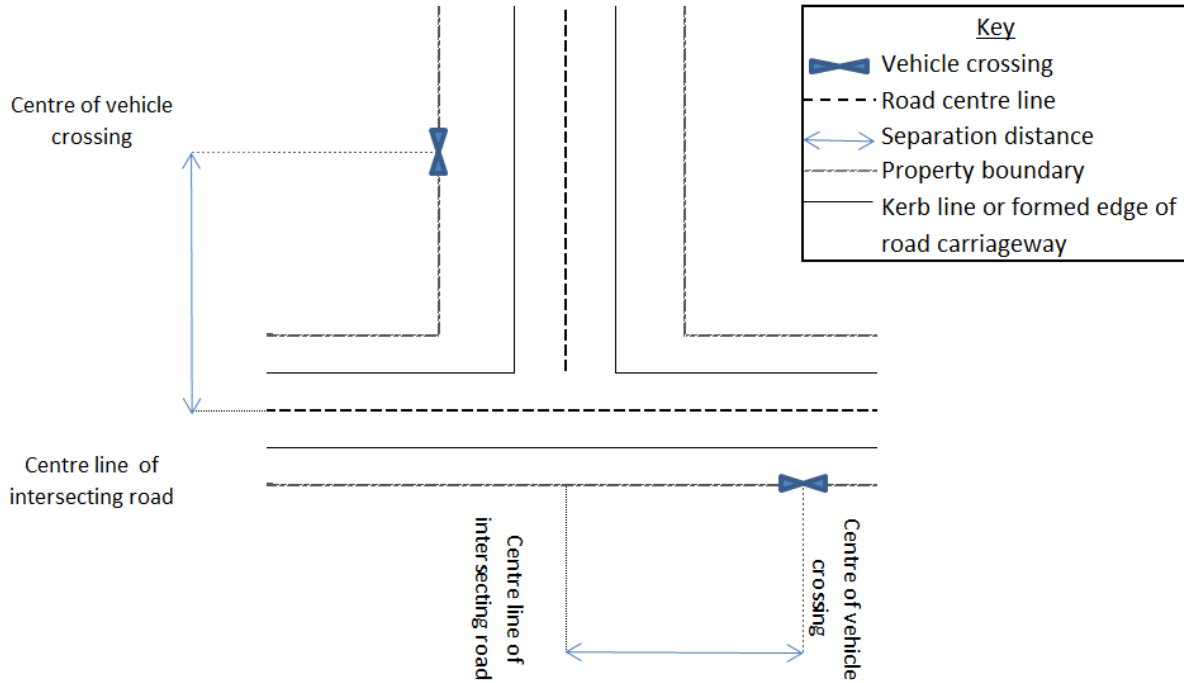 Key
Vehicle crossing
Road centre line
Separation distance
Property boundary
Kerb line or formed edge of
road carriageway
Centre of vehicle
crossing
Centre line of
intersecting road
Centre line of
intersecting road
Centre of vehicle
crossing